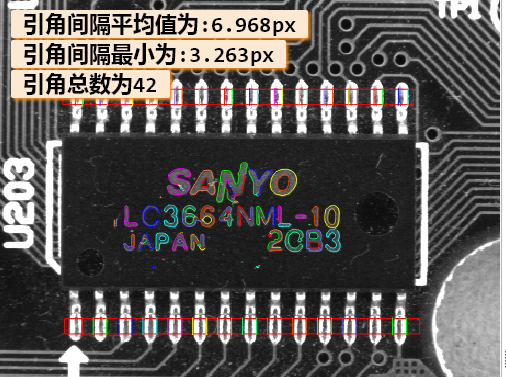 引角间隔平均值为:6.968px
引角间隔最小为:3.263px
引角总数为42
U203
SANYO
LC3664NML-10
JAPAN 2CB3